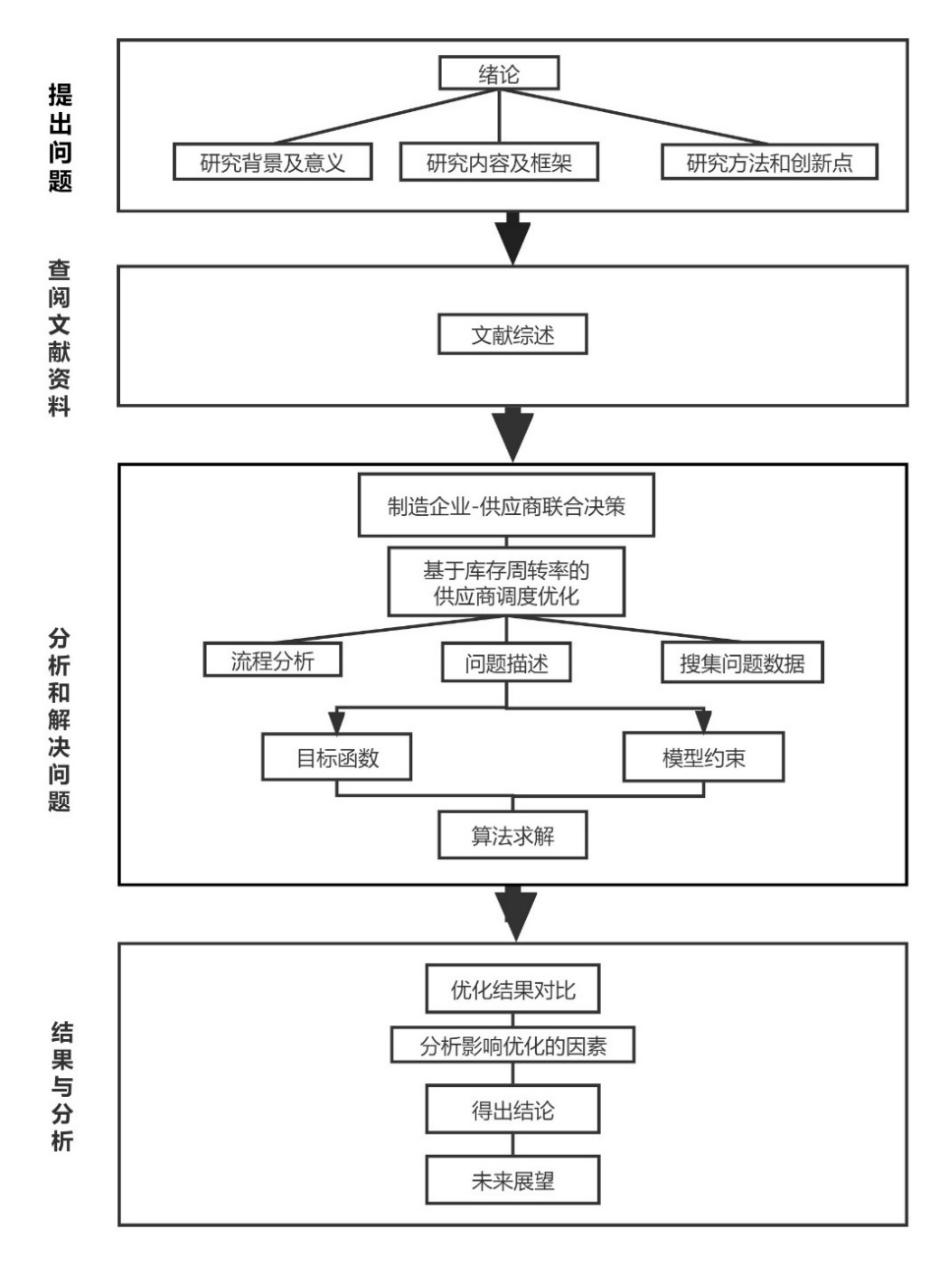 提出问题
绪论
研究背景及意义
研究内容及框架
研究方法和创新点
查阅文献资料
文献综述
分析和解决问题
制造企业-供应商联合决策
基于库存周转率的
供应商调度优化
流程分析
问题描述
搜集问题数据
目标函数
模型约束
算法求解
结果与分析
优化结果对比
分析影响优化的因素
得出结论
未来展望